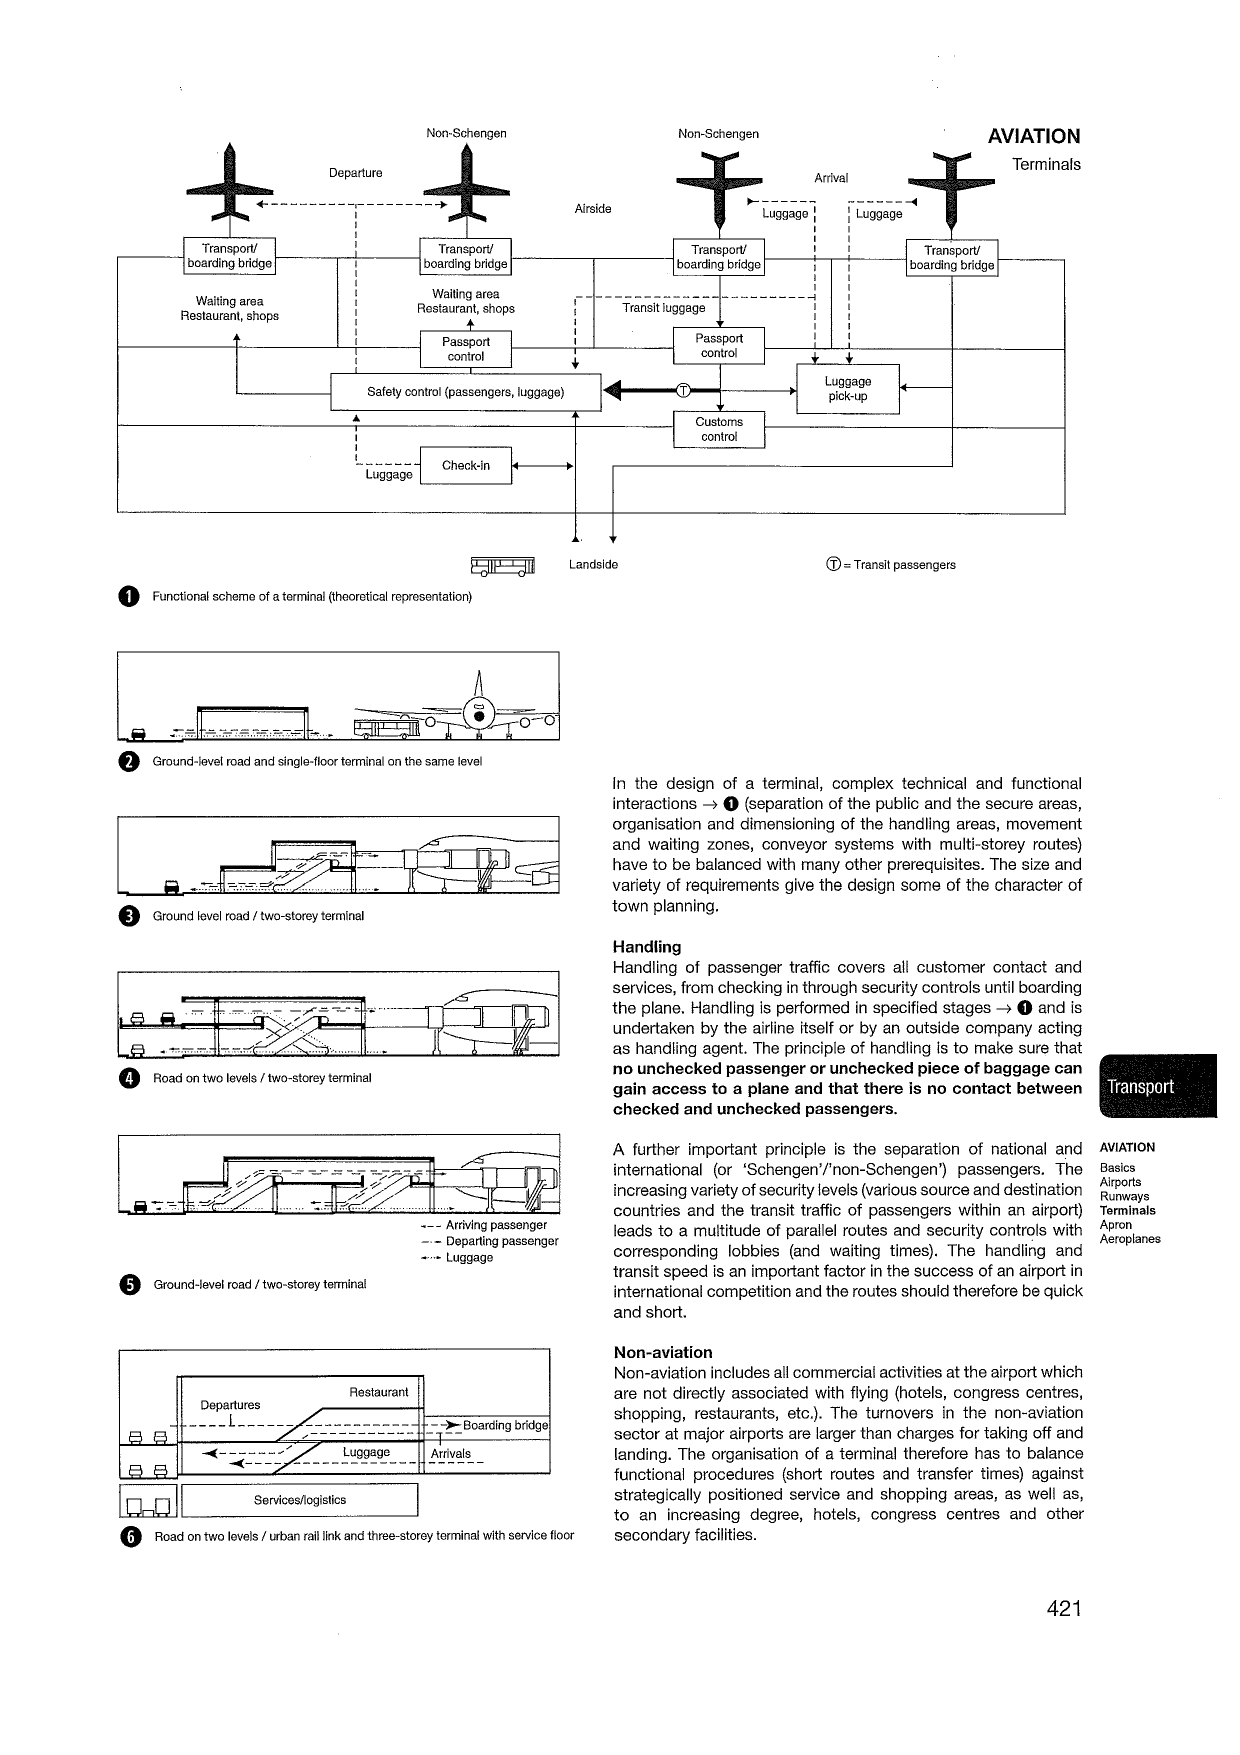 AVIATION
Terminals
Non-Schengen
Non-Schengen
Departure
Arrival
Airside
Luggage
Luggage
Transport/
boarding bridge
Transport/
boarding bridge
Transport/
boarding bridge
Transport/
boarding bridge
Waiting area
Restaurant, shops
Waiting area
Restaurant, shops
Transit luggage
Passport
control
Passport
control
Safety control (passengers, luggage)
T
Luggage
pick-up
Customs
control
Check-in
Luggage
Landside
T = Transit passengers
1 Functional scheme of a terminal (theoretical representation)
2 Ground-level road and single-floor terminal on the same level
3 Ground level road / two-storey terminal
4 Road on two levels / two-storey terminal
Arriving passenger
Departing passenger
Luggage
5 Ground-level road / two-storey terminal
Restaurant
Departures
Boarding bridge
Luggage
Arrivals
Services/logistics
6 Road on two levels / urban rail link and three-storey terminal with service floor
In the design of a terminal, complex technical and functional
interactions → 1 (separation of the public and the secure areas,
organisation and dimensioning of the handling areas, movement
and waiting zones, conveyor systems with multi-storey routes)
have to be balanced with many other prerequisites. The size and
variety of requirements give the design some of the character of
town planning.
Handling
Handling of passenger traffic covers all customer contact and
services, from checking in through security controls until boarding
the plane. Handling is performed in specified stages → 1 and is
undertaken by the airline itself or by an outside company acting
as handling agent. The principle of handling is to make sure that
no unchecked passenger or unchecked piece of baggage can
gain access to a plane and that there is no contact between
checked and unchecked passengers.
A further important principle is the separation of national and
international (or ‘Schengen’/’non-Schengen’) passengers. The
increasing variety of security levels (various source and destination
countries and the transit traffic of passengers within an airport)
leads to a multitude of parallel routes and security controls with
corresponding lobbies (and waiting times). The handling and
transit speed is an important factor in the success of an airport in
international competition and the routes should therefore be quick
and short.
Non-aviation
Non-aviation includes all commercial activities at the airport which
are not directly associated with flying (hotels, congress centres,
shopping, restaurants, etc.). The turnovers in the non-aviation
sector at major airports are larger than charges for taking off and
landing. The organisation of a terminal therefore has to balance
functional procedures (short routes and transfer times) against
strategically positioned service and shopping areas, as well as,
to an increasing degree, hotels, congress centres and other
secondary facilities.
Transport
AVIATION
Basics
Airports
Runways
Terminals
Apron
Aeroplanes
421